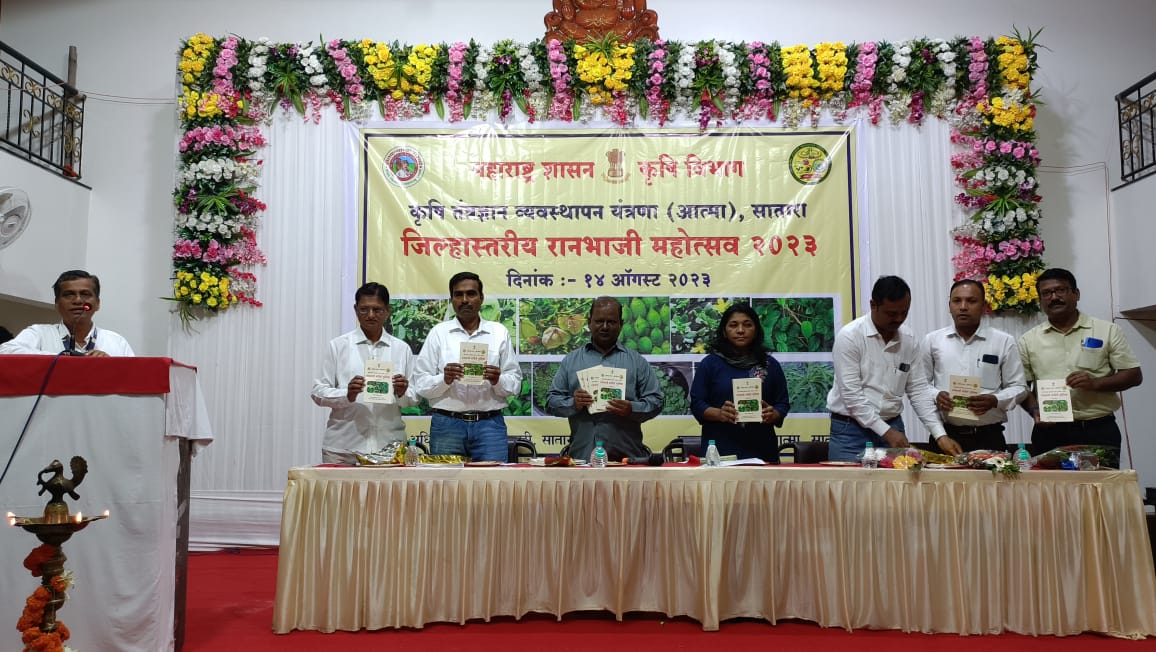 महाराष्ट्र शासन कृषि विभाग
कृषि तंत्रज्ञान व्यवस्थापन यंत्रणा (आत्मा), सातारा
जिल्हास्तरीय रानभाजी महोत्सव २०२३
दिनांक :- १४ ऑगस्ट २०२३